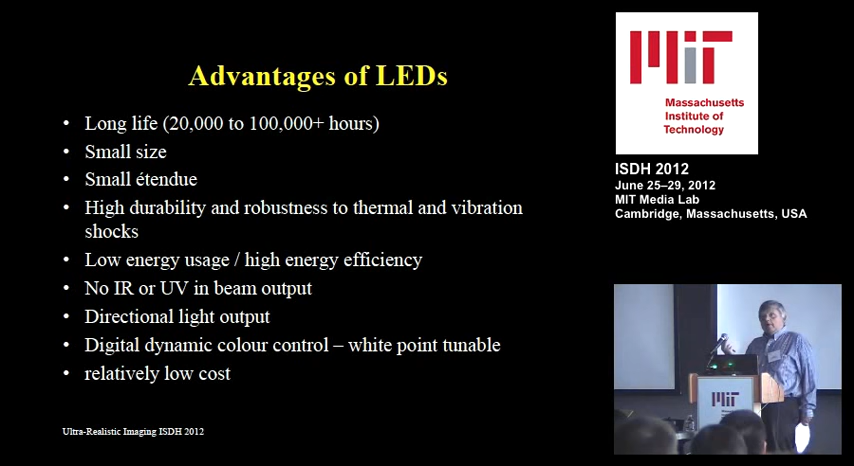 Advantages of LEDs
• Long life (20,000 to 100,000+ hours)
• Small size
• Small étendue
• High durability and robustness to thermal and vibration
shocks
• Low energy usage / high energy efficiency
• No IR or UV in beam output
• Directional light output
• Digital dynamic colour control – white point tunable
• relatively low cost
Ultra-Realistic Imaging ISDH 2012
MIT
Massachusetts
Institute of
Technology
ISDH 2012
June 25–29, 2012
MIT Media Lab
Cambridge, Massachusetts, USA
MIT